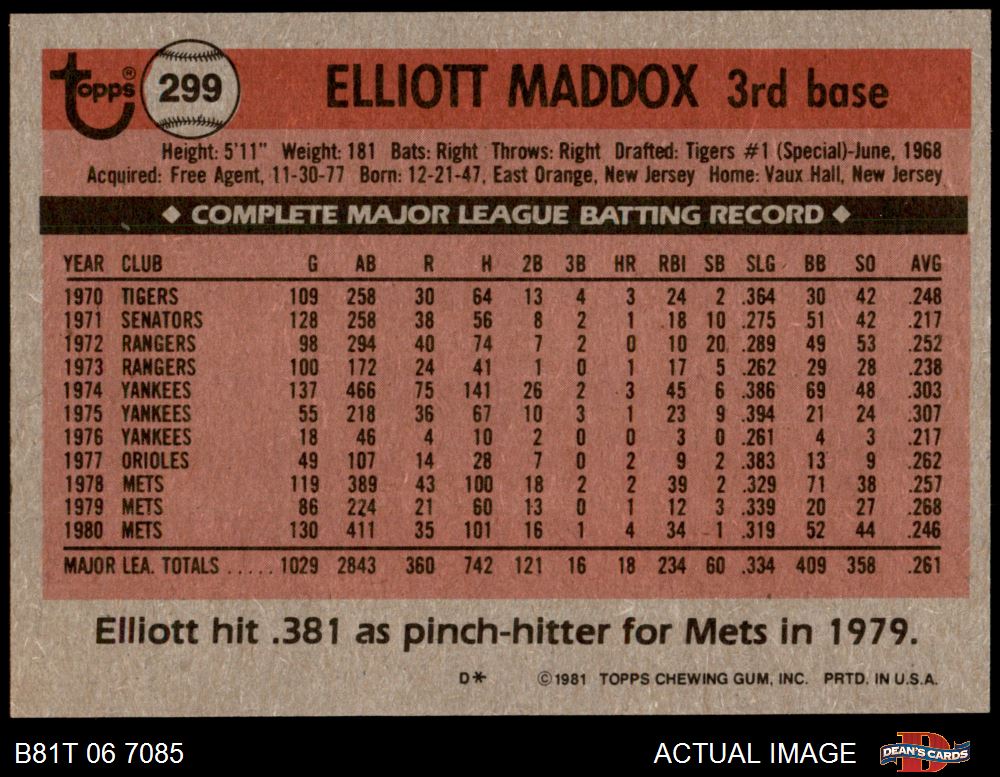 Topps® 299 ELLIOTT MADDOX 3rd base
Height: 5'11" Weight: 181 Bats: Right Throws: Right Drafted: Tigers #1 (Special)-June, 1968
Acquired: Free Agent, 11-30-77 Born: 12-21-47, East Orange, New Jersey Home: Vaux Hall, New Jersey
◆ COMPLETE MAJOR LEAGUE BATTING RECORD ◆
YEAR CLUB G AB R H 2B 3B HR RBI SB SLG BB SO AVG
1970 TIGERS 109 258 30 64 13 4 3 24 2 .364 30 42 .248
1971 SENATORS 128 258 38 56 8 2 1 18 10 .275 51 42 .217
1972 RANGERS 98 294 40 74 7 2 0 10 20 .289 49 53 .252
1973 RANGERS 100 172 24 41 1 0 1 17 5 .262 29 28 .238
1974 YANKEES 137 466 75 141 26 2 3 45 6 .386 69 48 .303
1975 YANKEES 55 218 36 67 10 3 1 23 9 .394 21 24 .307
1976 YANKEES 18 46 4 10 2 0 0 3 0 .261 4 3 .217
1977 ORIOLES 49 107 14 28 7 0 2 9 2 .383 13 9 .262
1978 METS 119 389 43 100 18 2 2 39 2 .329 71 38 .257
1979 METS 86 224 21 60 13 0 1 12 3 .339 20 27 .268
1980 METS 130 411 35 101 16 1 4 34 1 .319 52 44 .246
MAJOR LEA. TOTALS ..... 1029 2843 360 742 121 16 18 234 60 .334 409 358 .261
Elliott hit .381 as pinch-hitter for Mets in 1979.
D* ©1981 TOPPS CHEWING GUM, INC. PRTD. IN U.S.A.
B81T 06 7085 ACTUAL IMAGE DEAN'S CARDS